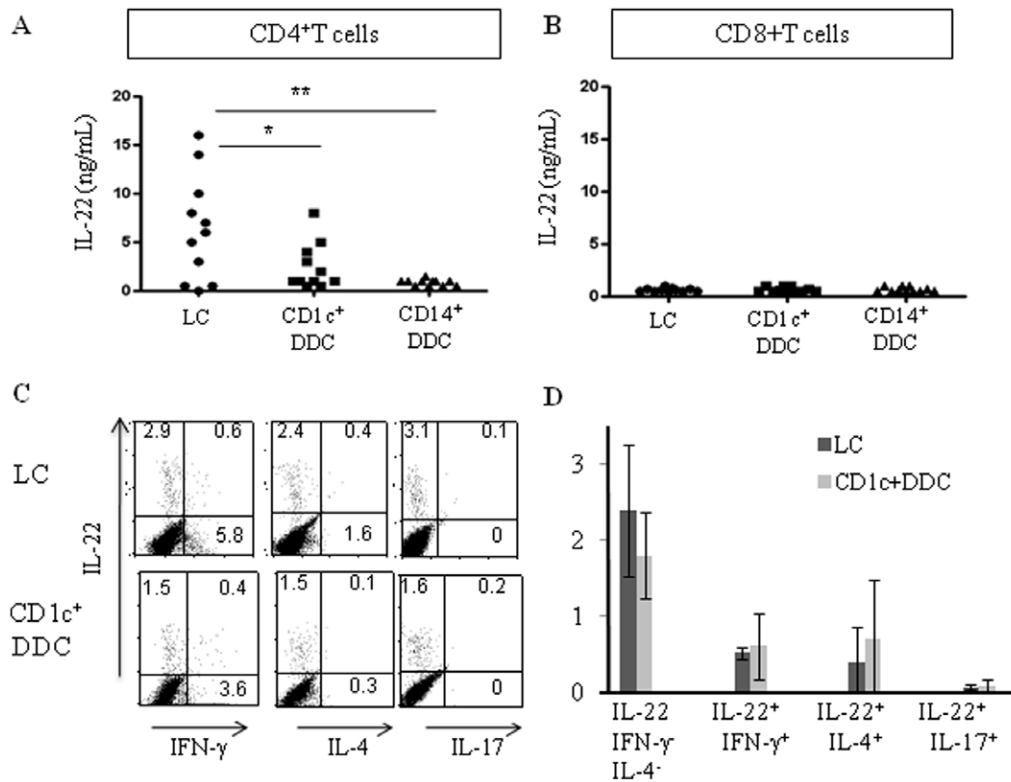 A
CD4⁺T cells
20
15
10
5
0
IL-22 (ng/mL)
**
*
LC
CD1c⁺
DDC
CD14⁺
DDC
B
CD8+T cells
20
15
10
5
0
IL-22 (ng/mL)
LC
CD1c⁺
DDC
CD14⁺
DDC
C
IL-22
LC
2.9 0.6
5.8
2.4 0.4
1.6
3.1 0.1
0
CD1c⁺
DDC
1.5 0.4
3.6
1.5 0.1
0.3
1.6 0.2
0
IFN-γ
IL-4
IL-17
D
3
2
1
0
LC
CD1c+DDC
IL-22
IFN-γ⁻
IL-4⁻
IL-22⁺
IFN-γ⁺
IL-22⁺
IL-4⁺
IL-22⁺
IL-17⁺